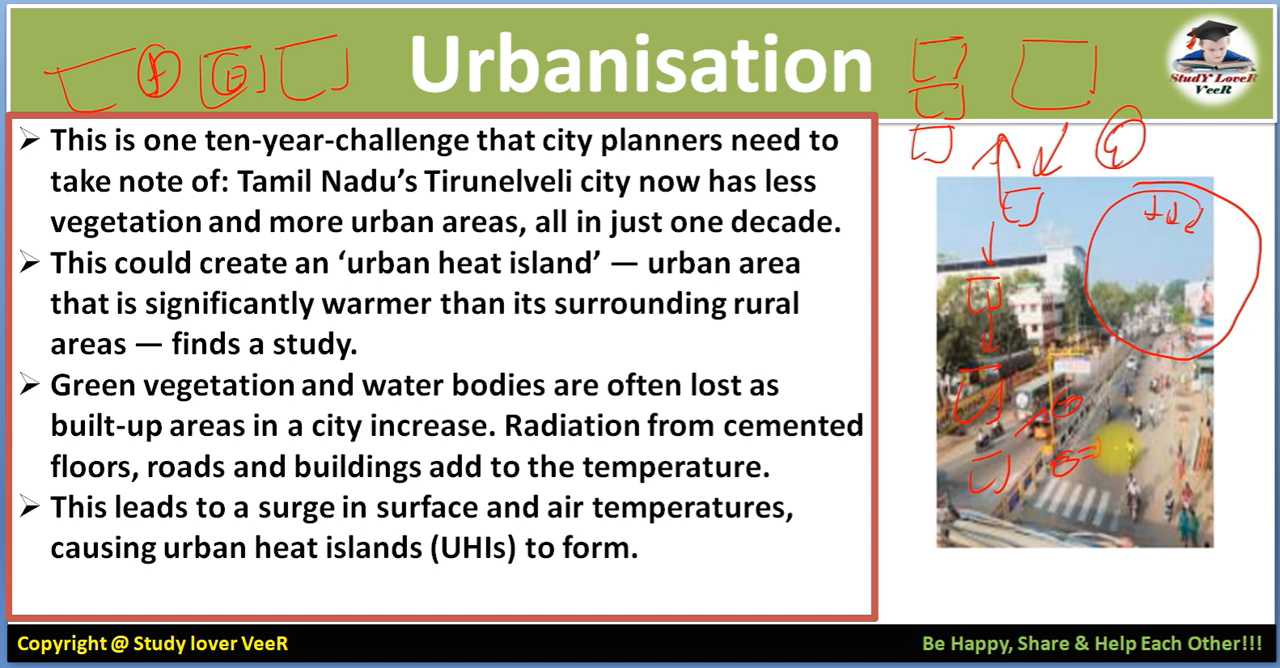 Urbanisation
StudY LoveR
VeeR
➢ This is one ten-year-challenge that city planners need to
take note of: Tamil Nadu’s Tirunelveli city now has less
vegetation and more urban areas, all in just one decade.
➢ This could create an ‘urban heat island’ — urban area
that is significantly warmer than its surrounding rural
areas — finds a study.
➢ Green vegetation and water bodies are often lost as
built-up areas in a city increase. Radiation from cemented
floors, roads and buildings add to the temperature.
➢ This leads to a surge in surface and air temperatures,
causing urban heat islands (UHIs) to form.
Copyright @ Study lover VeeR
Be Happy, Share & Help Each Other!!!